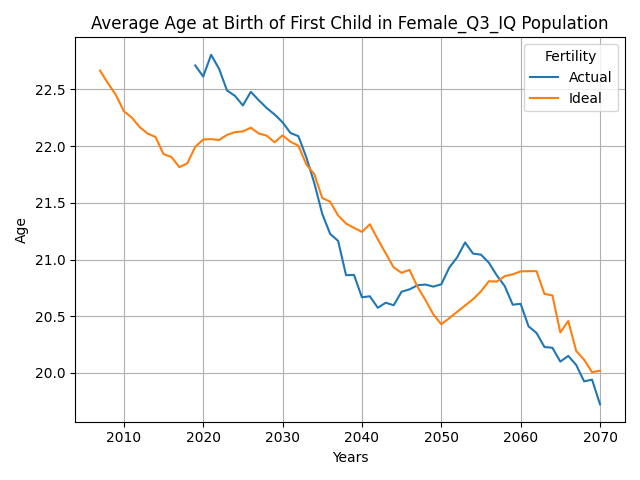 Average Age at Birth of First Child in Female_Q3_IQ Population
Fertility
Actual
Ideal
22.5
22.0
21.5
21.0
20.5
20.0
Age
2010 2020 2030 2040 2050 2060 2070
Years